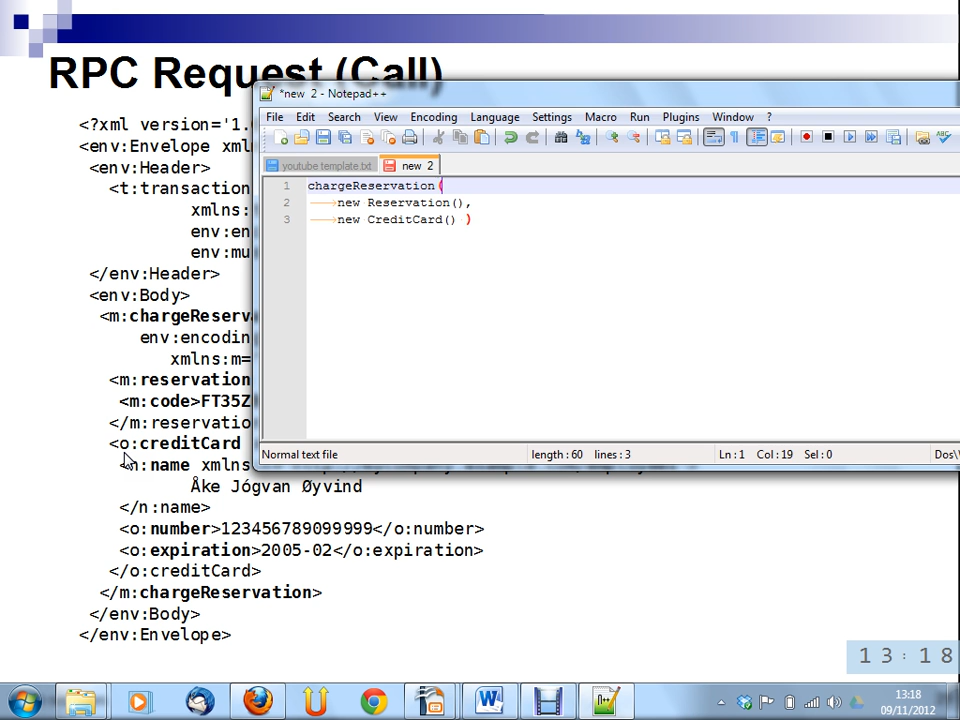 RPC Request (Call)
<?xml version='1.
<env:Envelope xml
<env:Header>
<t:transaction
xmlns:
env:en
env:mu
</env:Header>
<env:Body>
<m:chargeReserv
env:encodin
xmlns:m=
<m:reservation
<m:code>FT35Z
</m:reservatio
<o:creditCard
n:name xmlns
Åke Jógvan Øyvind
</n:name>
<o:number>123456789099999</o:number>
<o:expiration>2005-02</o:expiration>
</o:creditCard>
</m:chargeReservation>
</env:Body>
</env:Envelope>
*new  2 - Notepad++
File Edit Search View Encoding Language Settings Macro Run Plugins Window ?
youtube template.txt new 2
1 chargeReservation(
2 new Reservation(),
3 new CreditCard() )
Normal text file length : 60 lines : 3 Ln : 1 Col : 19 Sel : 0 Dos\
13:18
13:18
09/11/2012